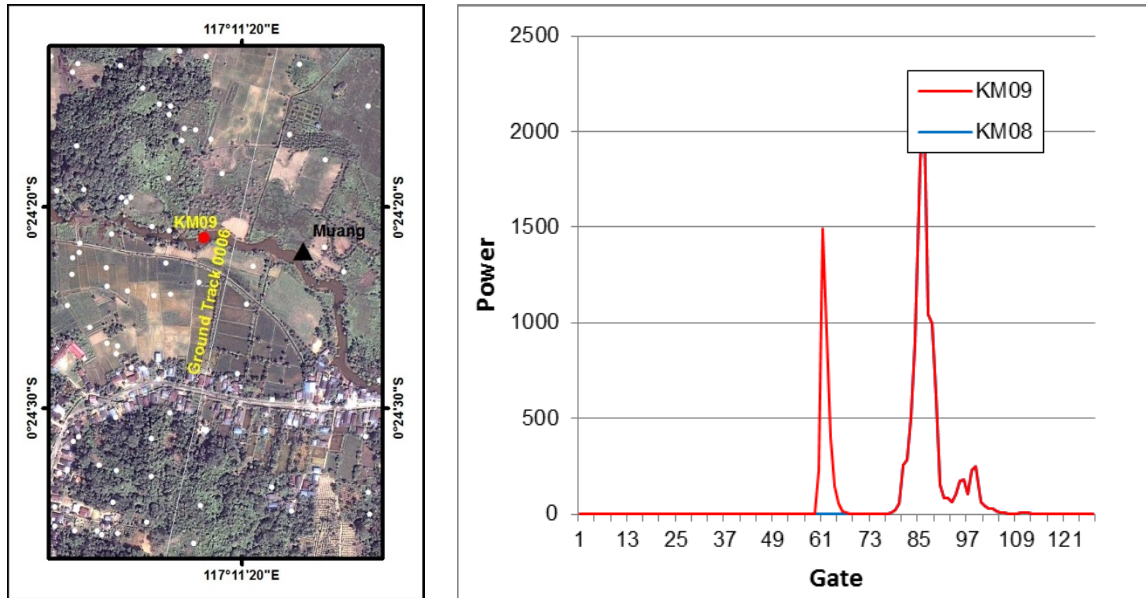 117°11'20"E
0°24'20"S
0°24'20"S
KM09
Muang
Ground Track 0006
0°24'30"S
0°24'30"S
117°11'20"E
2500
2000
1500
1000
500
0
Power
KM09
KM08
1 13 25 37 49 61 73 85 97 109 121
Gate